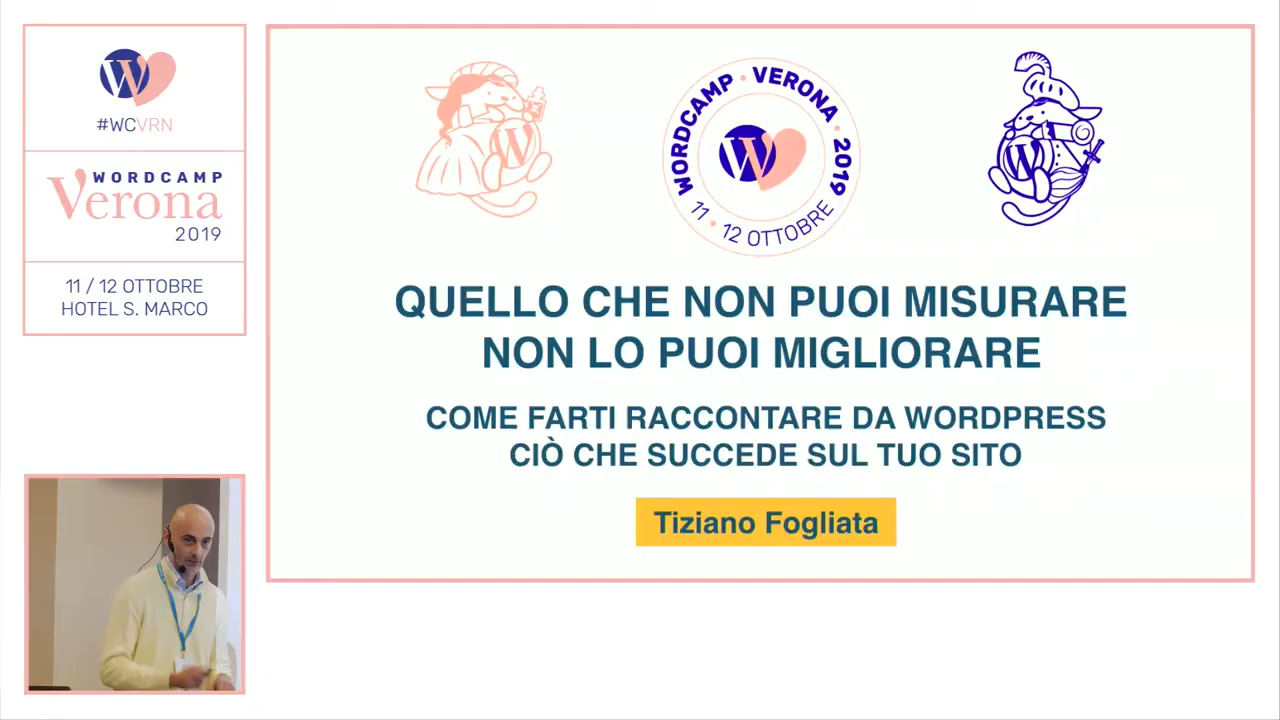 #WCVRN
WORDCAMP
Verona
2019
11 / 12 OTTOBRE
HOTEL S. MARCO
WORDCAMP • VERONA • 2019
11 • 12 OTTOBRE
QUELLO CHE NON PUOI MISURARE
NON LO PUOI MIGLIORARE
COME FARTI RACCONTARE DA WORDPRESS
CIÒ CHE SUCCEDE SUL TUO SITO
Tiziano Fogliata